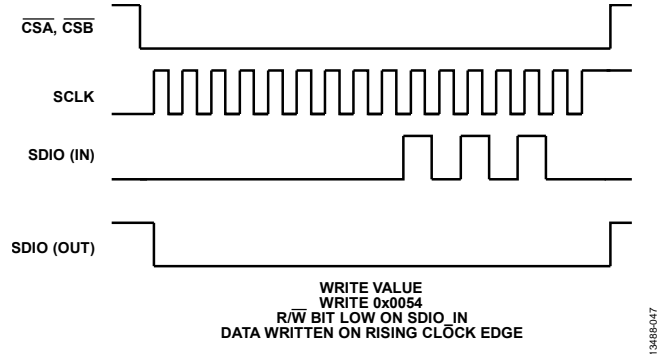 CSA, CSB
SCLK
SDIO (IN)
SDIO (OUT)
WRITE VALUE
WRITE 0x0054
R/W BIT LOW ON SDIO_IN
DATA WRITTEN ON RISING CLOCK EDGE
13488-047